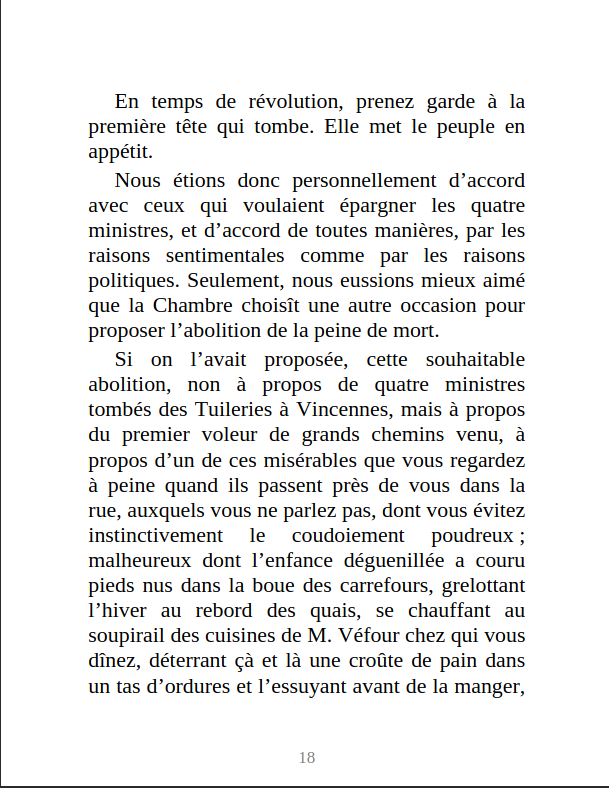 En temps de révolution, prenez garde à la
première tête qui tombe. Elle met le peuple en
appétit.
Nous étions donc personnellement d’accord
avec ceux qui voulaient épargner les quatre
ministres, et d’accord de toutes manières, par les
raisons sentimentales comme par les raisons
politiques. Seulement, nous eussions mieux aimé
que la Chambre choisît une autre occasion pour
proposer l’abolition de la peine de mort.
Si on l’avait proposée, cette souhaitable
abolition, non à propos de quatre ministres
tombés des Tuileries à Vincennes, mais à propos
du premier voleur de grands chemins venu, à
propos d’un de ces misérables que vous regardez
à peine quand ils passent près de vous dans la
rue, auxquels vous ne parlez pas, dont vous évitez
instinctivement le coudoiement poudreux ;
malheureux dont l’enfance déguenillée a couru
pieds nus dans la boue des carrefours, grelottant
l’hiver au rebord des quais, se chauffant au
soupirail des cuisines de M. Véfour chez qui vous
dînez, déterrant çà et là une croûte de pain dans
un tas d’ordures et l’essuyant avant de la manger,
18